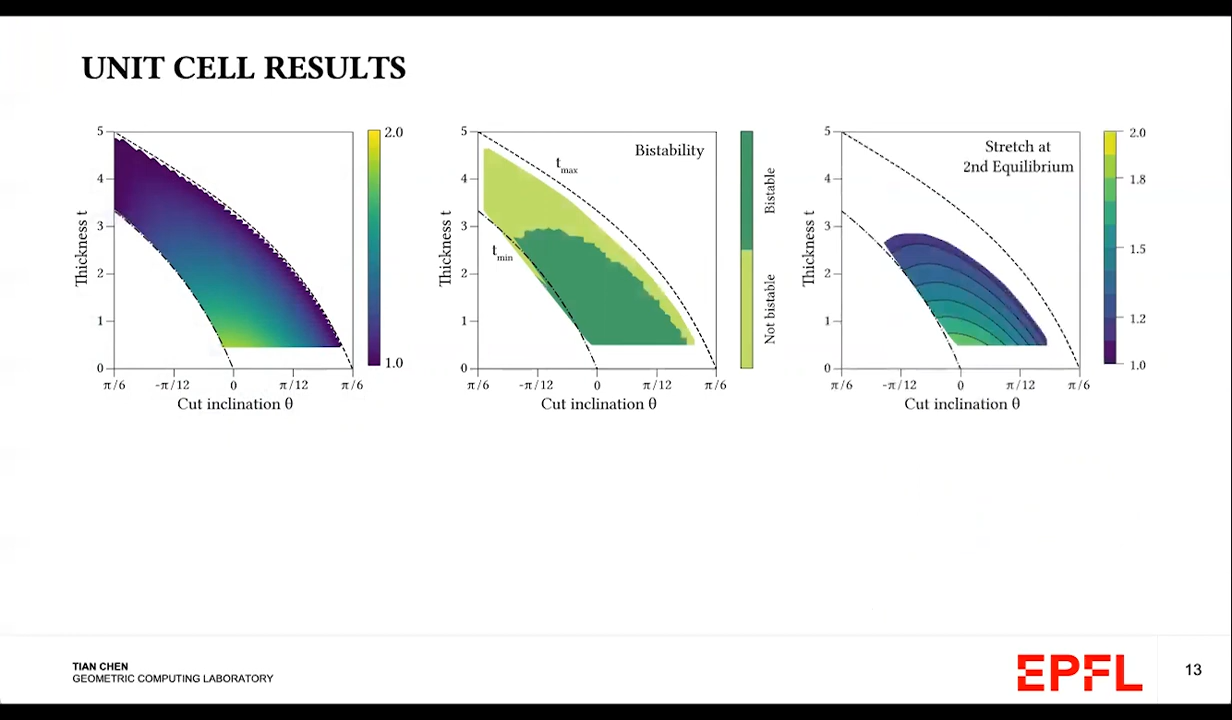 UNIT CELL RESULTS
5
4
3
2
1
0
Thickness t
π/6
-π/12
0
π/12
π/6
Cut inclination θ
2.0
1.0
5
4
3
2
1
0
Thickness t
Bistability
t max
t min
π/6
-π/12
0
π/12
π/6
Cut inclination θ
Bistable
Not bistable
5
4
3
2
1
0
Thickness t
Stretch at
2nd Equilibrium
π/6
-π/12
0
π/12
π/6
Cut inclination θ
2.0
1.8
1.5
1.2
1.0
TIAN CHEN
GEOMETRIC COMPUTING LABORATORY
EPFL
13